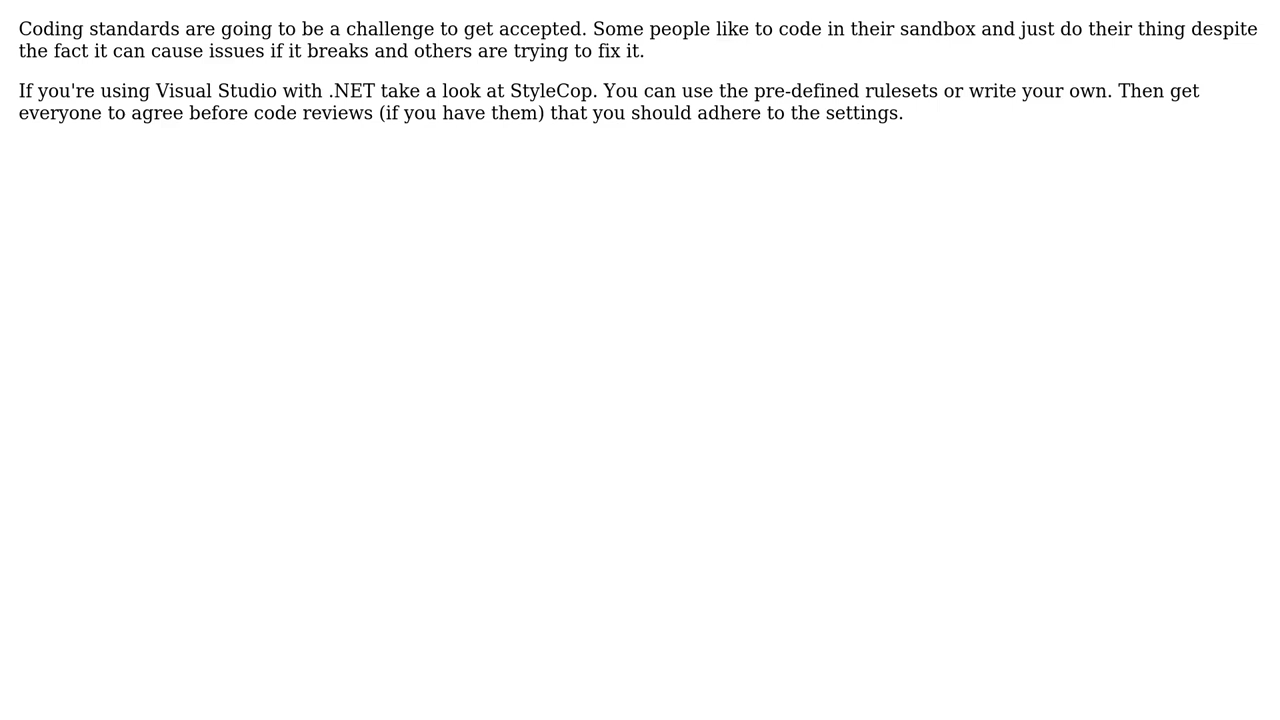 Coding standards are going to be a challenge to get accepted. Some people like to code in their sandbox and just do their thing despite
the fact it can cause issues if it breaks and others are trying to fix it.
If you're using Visual Studio with .NET take a look at StyleCop. You can use the pre-defined rulesets or write your own. Then get
everyone to agree before code reviews (if you have them) that you should adhere to the settings.